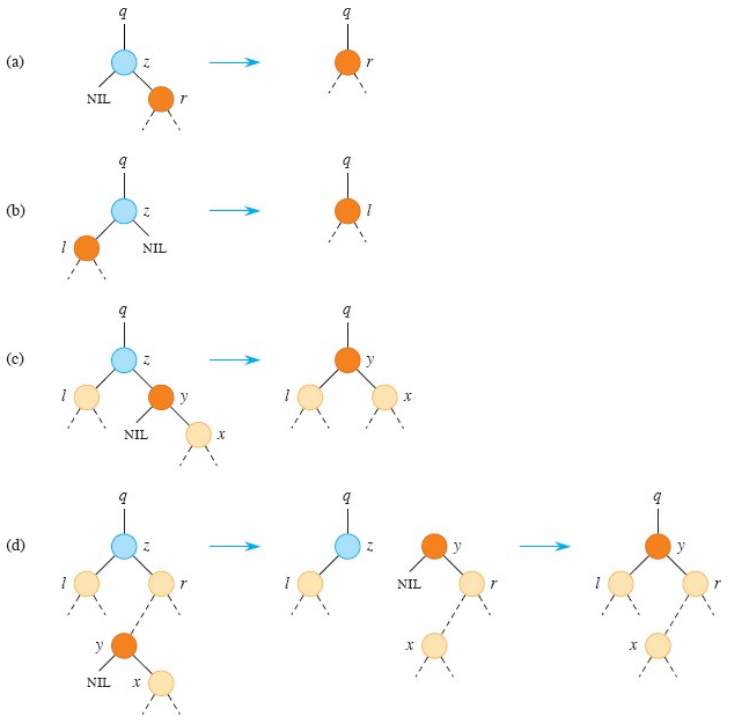 q q
(a) z r
NIL r
q q
(b) z l
l NIL
q q
(c) z y
l y l x
NIL x
q q q
(d) z z y y
l r l NIL r l r
y x x
NIL x